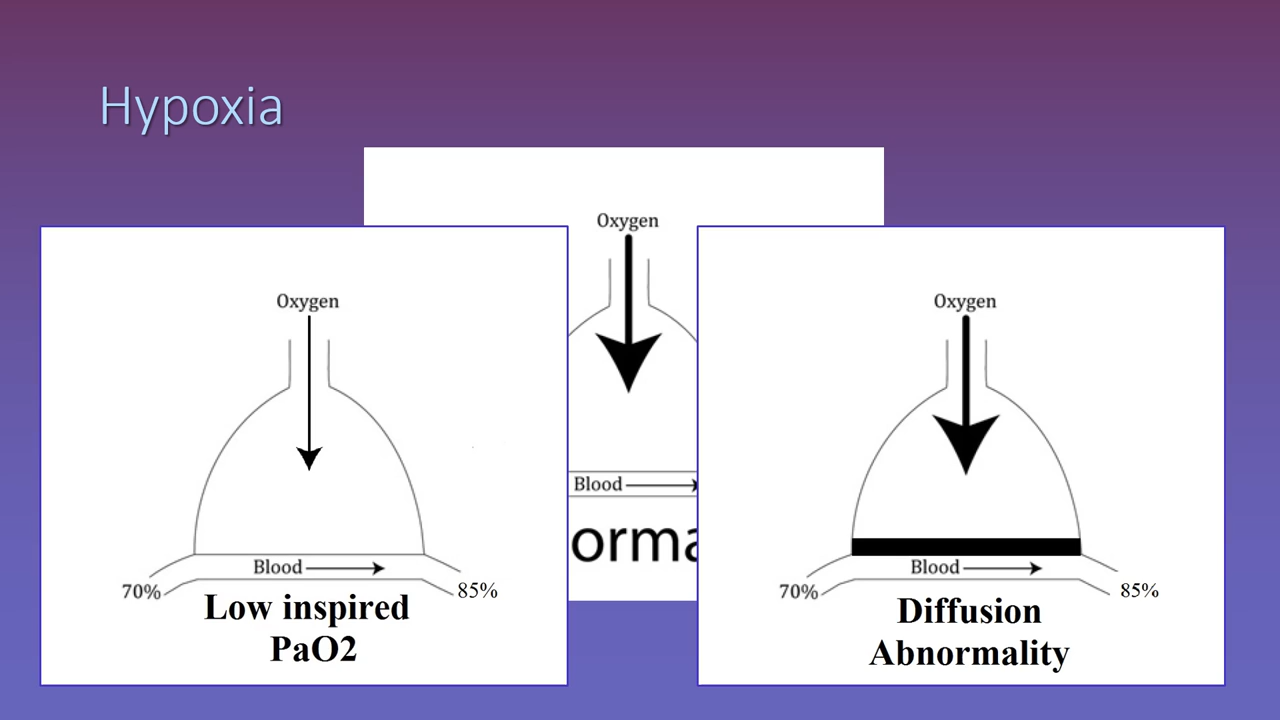 Hypoxia
Oxygen
Blood
orma
Oxygen
Blood
70%
85%
Low inspired
PaO2
Oxygen
Blood
70%
85%
Diffusion
Abnormality